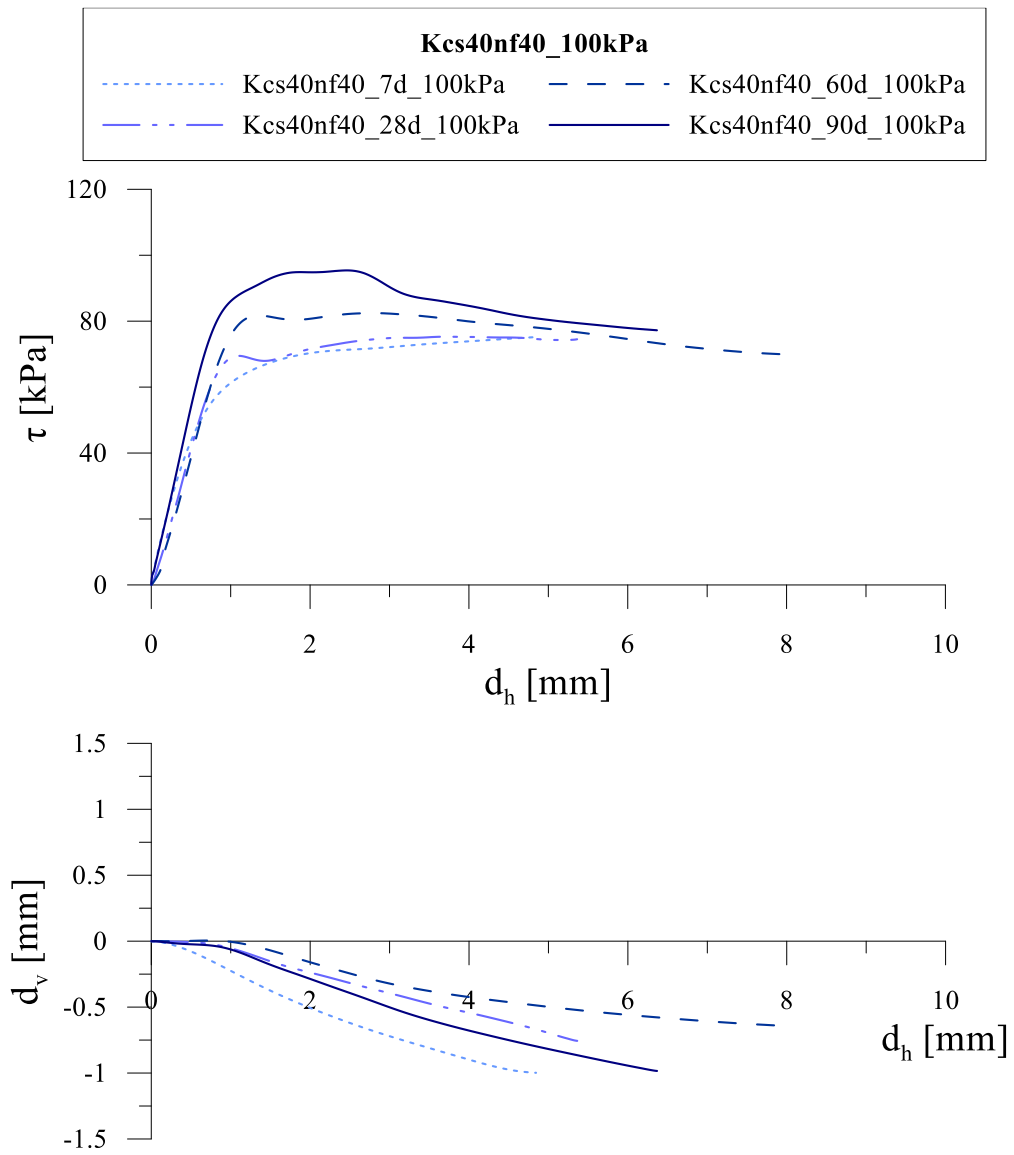 Kcs40nf40_100kPa
Kcs40nf40_7d_100kPa Kcs40nf40_60d_100kPa
Kcs40nf40_28d_100kPa Kcs40nf40_90d_100kPa
120
80
40
0
τ [kPa]
0 2 4 6 8 10
dh [mm]
1.5
1
0.5
0
-0.5
-1
-1.5
dv [mm]
0 2 4 6 8 10
dh [mm]